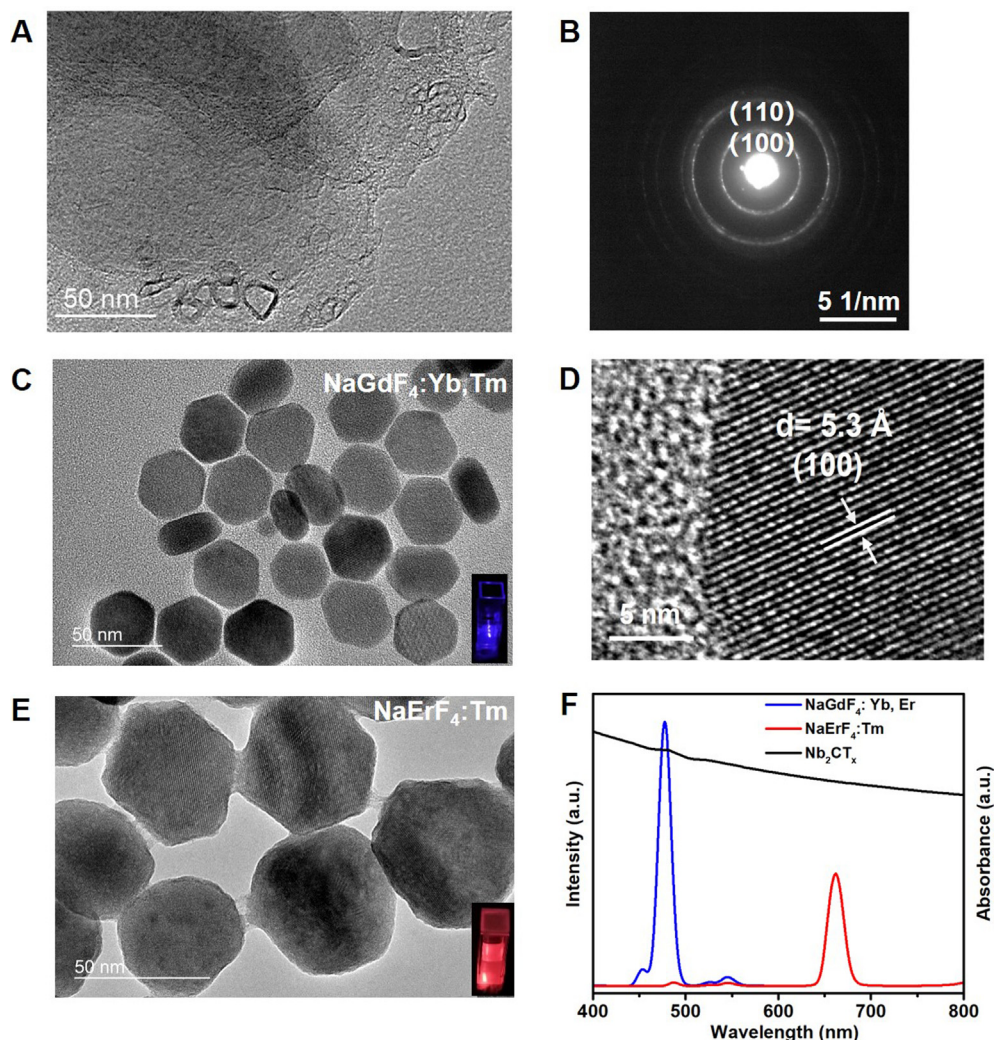 A
50 nm
B
(110)
(100)
5 1/nm
C
NaGdF₄:Yb,Tm
50 nm
D
d= 5.3 Å
(100)
5 nm
E
NaErF₄:Tm
50 nm
F
NaGdF₄: Yb, Er
NaErF₄:Tm
Nb₂CTₓ
Intensity (a.u.)
Absorbance (a.u.)
400 500 600 700 800
Wavelength (nm)